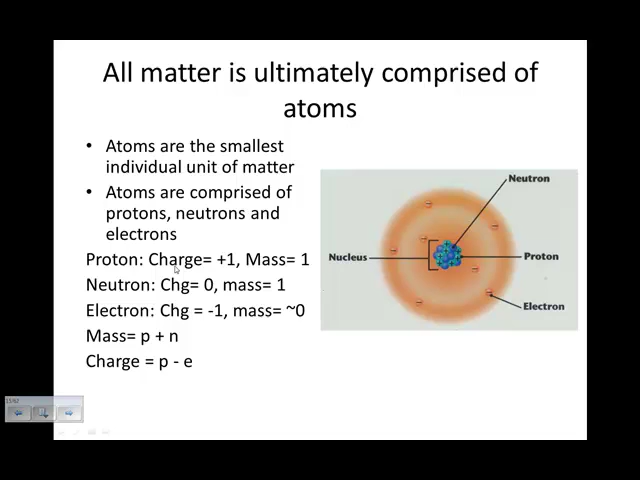 All matter is ultimately comprised of
atoms
• Atoms are the smallest
individual unit of matter
• Atoms are comprised of
protons, neutrons and
electrons
Proton: Charge= +1, Mass= 1
Neutron: Chg= 0, mass= 1
Electron: Chg = -1, mass= ~0
Mass= p + n
Charge = p - e
Neutron
Nucleus
Proton
Electron